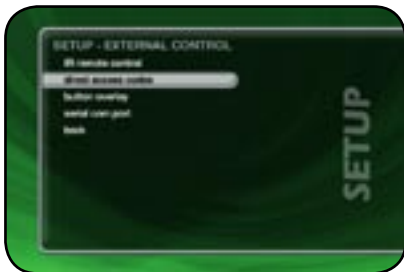 SETUP - EXTERNAL CONTROL
IR remote control
direct access codes
button overlay
serial com port
back
SETUP